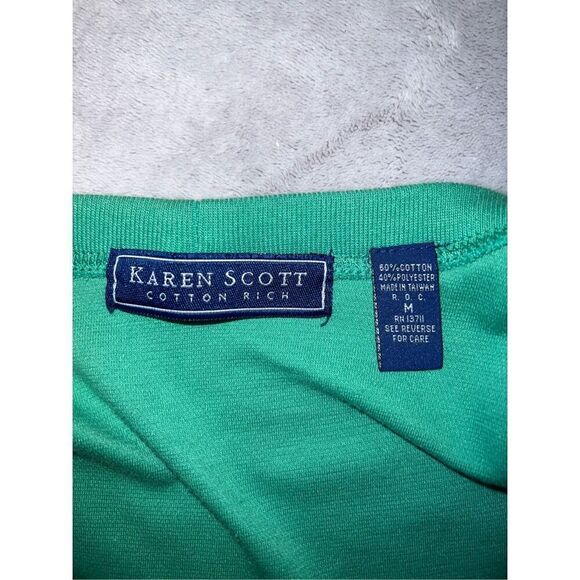 KAREN SCOTT
COTTON RICH
60% COTTON
40% POLYESTER
MADE IN TAIWAN
R. O. C.
M
RN 13711
SEE REVERSE
FOR CARE